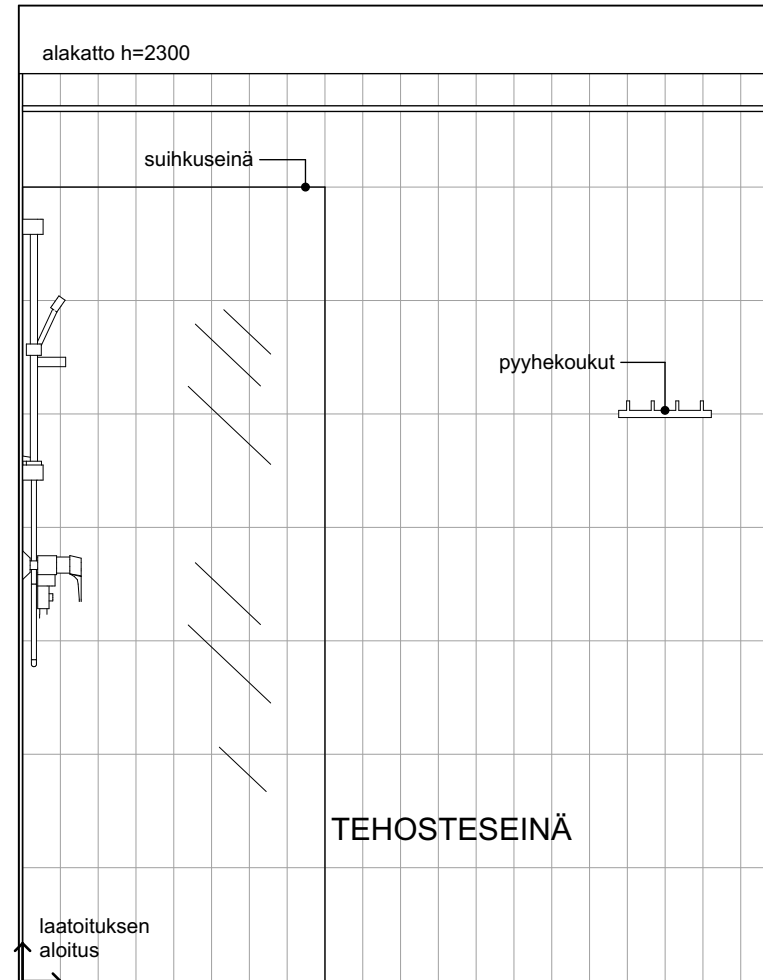 alakatto h=2300
suihkuseinä
pyyhekoukut
TEHOSTESEINÄ
laatoituksen
aloitus